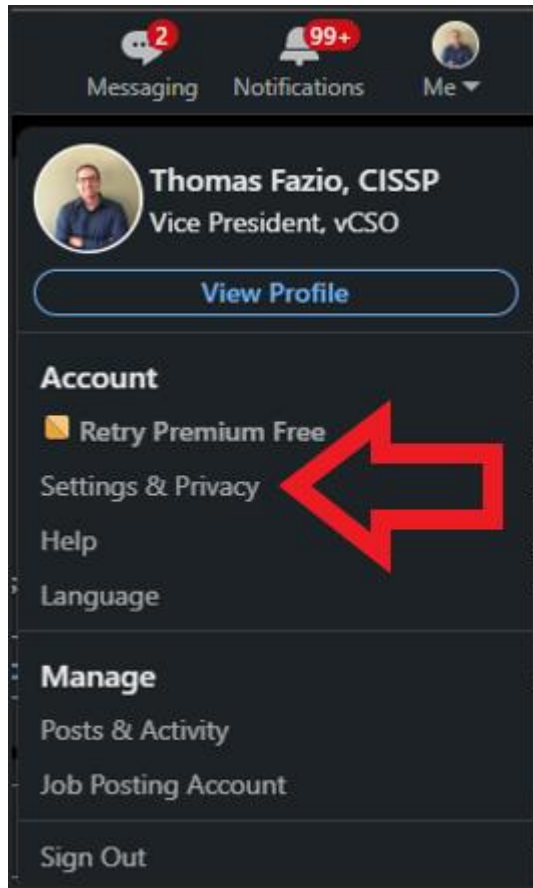 2
99+
Messaging
Notifications
Me
Thomas Fazio, CISSP
Vice President, vCSO
View Profile
Account
Retry Premium Free
Settings & Privacy
Help
Language
Manage
Posts & Activity
Job Posting Account
Sign Out